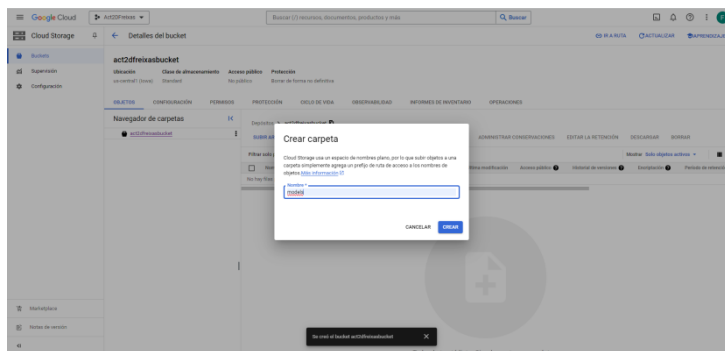 Google Cloud
Act2DFreixas
Buscar (/) recursos, documentos, productos y más
Buscar
Cloud Storage
Detalles del bucket
IR A RUTA
ACTUALIZAR
APRENDIZAJE
Buckets
Supervisión
Configuración
act2dfreixasbucket
Ubicación
Clase de almacenamiento
Acceso público
Protección
Standard
No público
Borrar de forma no definitiva
OBJETOS
CONFIGURACIÓN
PERMISOS
PROTECCIÓN
CICLO DE VIDA
OBSERVABILIDAD
INFORMES DE INVENTARIO
OPERACIONES
Navegador de carpetas
act2dfreixasbucket
Crear carpeta
Cloud Storage usa un espacio de nombres plano, por lo que subir objetos a una
carpeta simplemente agrega un prefijo de ruta de acceso a los nombres de
objetos Más información
Nombre *
CANCELAR
CREAR
ADMINISTRAR CONSERVACIONES
EDITAR LA RETENCIÓN
DESCARGAR
BORRAR
Mostrar Solo objetos activos
Acceso público
Historial de versiones
Encriptación
Marketplace
Notas de versión
Se creó el bucket act2dfreixasbucket